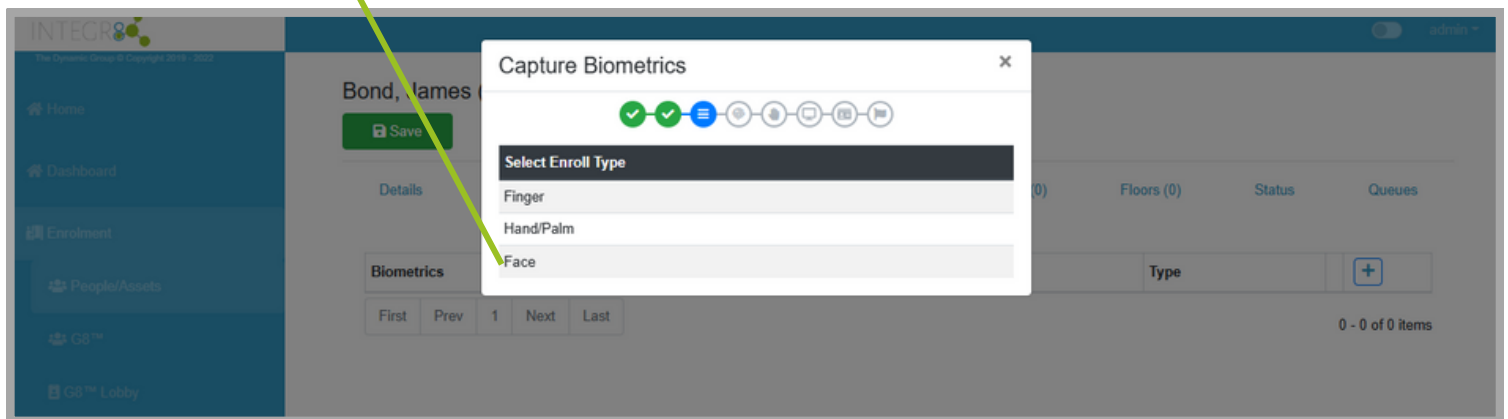 INTEGR8
The Dynamic Group © Copyright 2019 - 2022
admin
Home
Dashboard
Enrolment
People/Assets
G8™
G8™ Lobby
Bond, James (
Save
Details
(0)
Floors (0)
Status
Queues
Capture Biometrics
×
Select Enroll Type
Finger
Hand/Palm
Face
Biometrics
Type
+
First Prev 1 Next Last
0 - 0 of 0 items